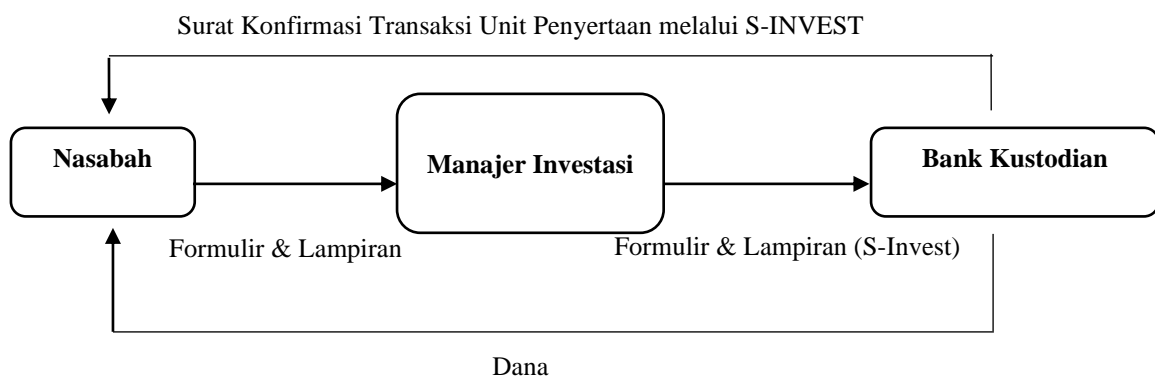 Surat Konfirmasi Transaksi Unit Penyertaan melalui S-INVEST
Nasabah
Manajer Investasi
Bank Kustodian
Formulir & Lampiran
Formulir & Lampiran (S-Invest)
Dana